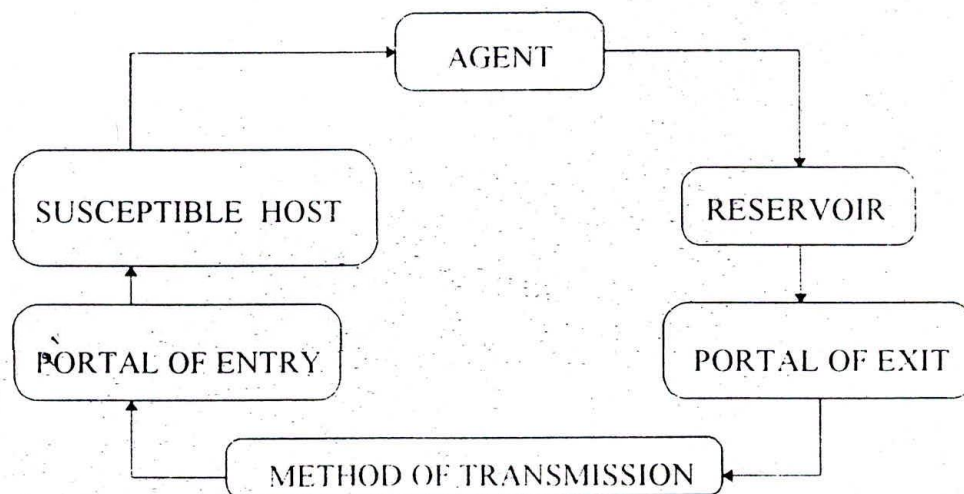 AGENT
SUSCEPTIBLE HOST
RESERVOIR
PORTAL OF ENTRY
PORTAL OF EXIT
METHOD OF TRANSMISSION